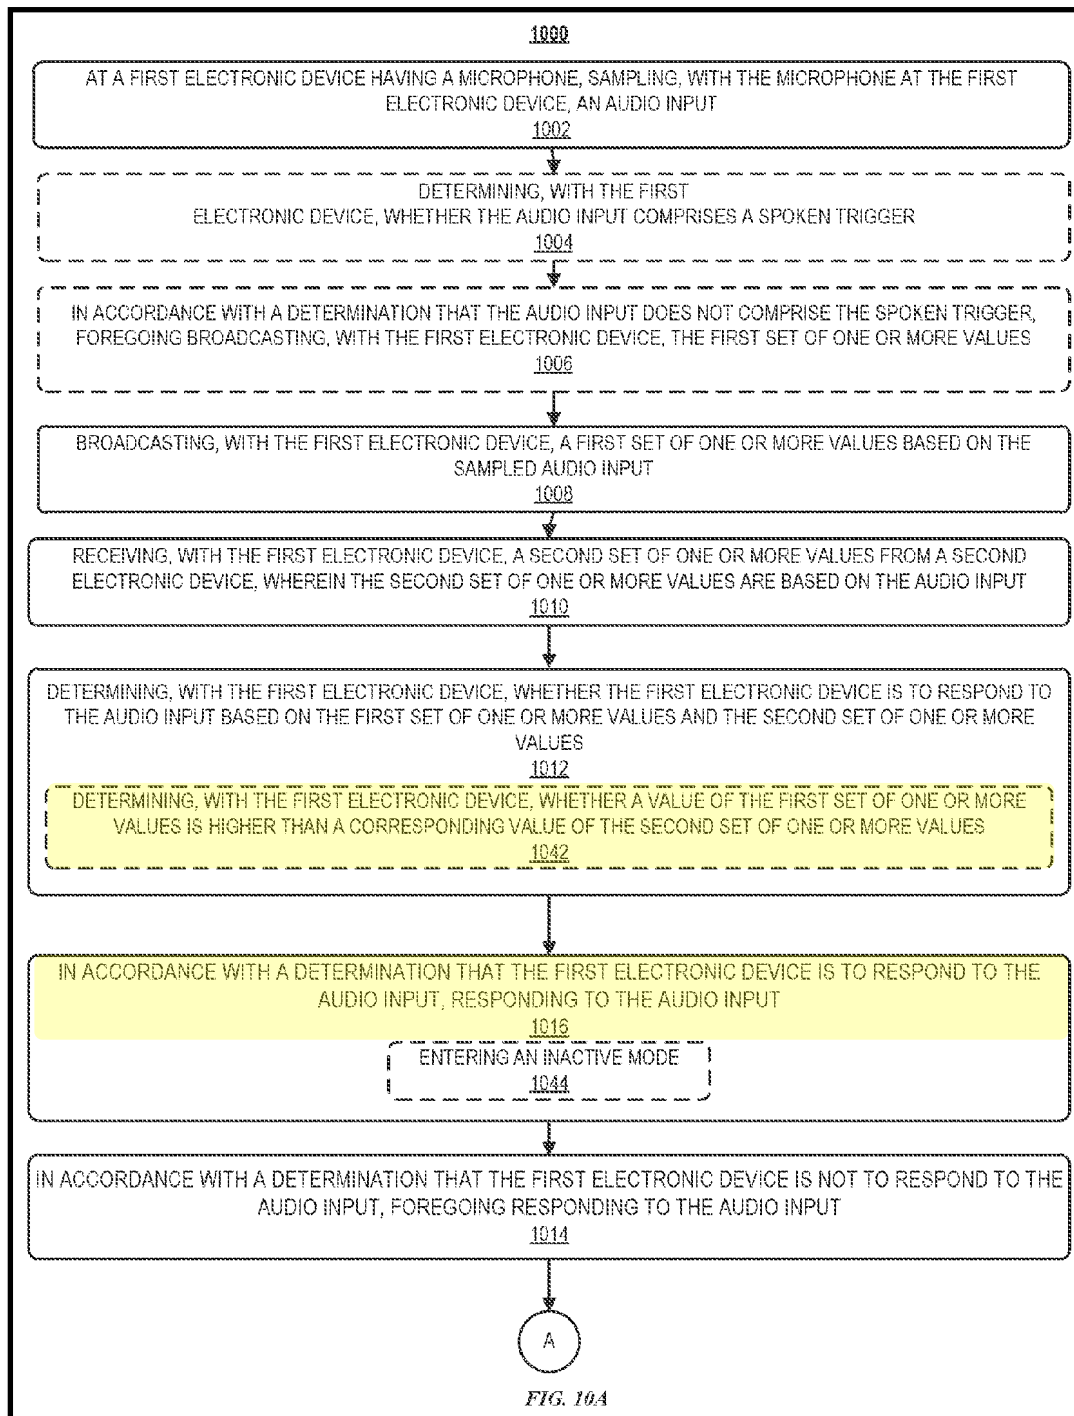 1000
AT A FIRST ELECTRONIC DEVICE HAVING A MICROPHONE, SAMPLING, WITH THE MICROPHONE AT THE FIRST
ELECTRONIC DEVICE, AN AUDIO INPUT
1002
DETERMINING, WITH THE FIRST
ELECTRONIC DEVICE, WHETHER THE AUDIO INPUT COMPRISES A SPOKEN TRIGGER
1004
IN ACCORDANCE WITH A DETERMINATION THAT THE AUDIO INPUT DOES NOT COMPRISE THE SPOKEN TRIGGER,
FOREGOING BROADCASTING, WITH THE FIRST ELECTRONIC DEVICE, THE FIRST SET OF ONE OR MORE VALUES
1006
BROADCASTING, WITH THE FIRST ELECTRONIC DEVICE, A FIRST SET OF ONE OR MORE VALUES BASED ON THE
SAMPLED AUDIO INPUT
1008
RECEIVING, WITH THE FIRST ELECTRONIC DEVICE, A SECOND SET OF ONE OR MORE VALUES FROM A SECOND
ELECTRONIC DEVICE, WHEREIN THE SECOND SET OF ONE OR MORE VALUES ARE BASED ON THE AUDIO INPUT
1010
DETERMINING, WITH THE FIRST ELECTRONIC DEVICE, WHETHER THE FIRST ELECTRONIC DEVICE IS TO RESPOND TO
THE AUDIO INPUT BASED ON THE FIRST SET OF ONE OR MORE VALUES AND THE SECOND SET OF ONE OR MORE
VALUES
1012
DETERMINING, WITH THE FIRST ELECTRONIC DEVICE, WHETHER A VALUE OF THE FIRST SET OF ONE OR MORE
VALUES IS HIGHER THAN A CORRESPONDING VALUE OF THE SECOND SET OF ONE OR MORE VALUES
1042
IN ACCORDANCE WITH A DETERMINATION THAT THE FIRST ELECTRONIC DEVICE IS TO RESPOND TO THE
AUDIO INPUT, RESPONDING TO THE AUDIO INPUT
1016
ENTERING AN INACTIVE MODE
1044
IN ACCORDANCE WITH A DETERMINATION THAT THE FIRST ELECTRONIC DEVICE IS NOT TO RESPOND TO THE
AUDIO INPUT, FOREGOING RESPONDING TO THE AUDIO INPUT
1014
A
FIG. 10A